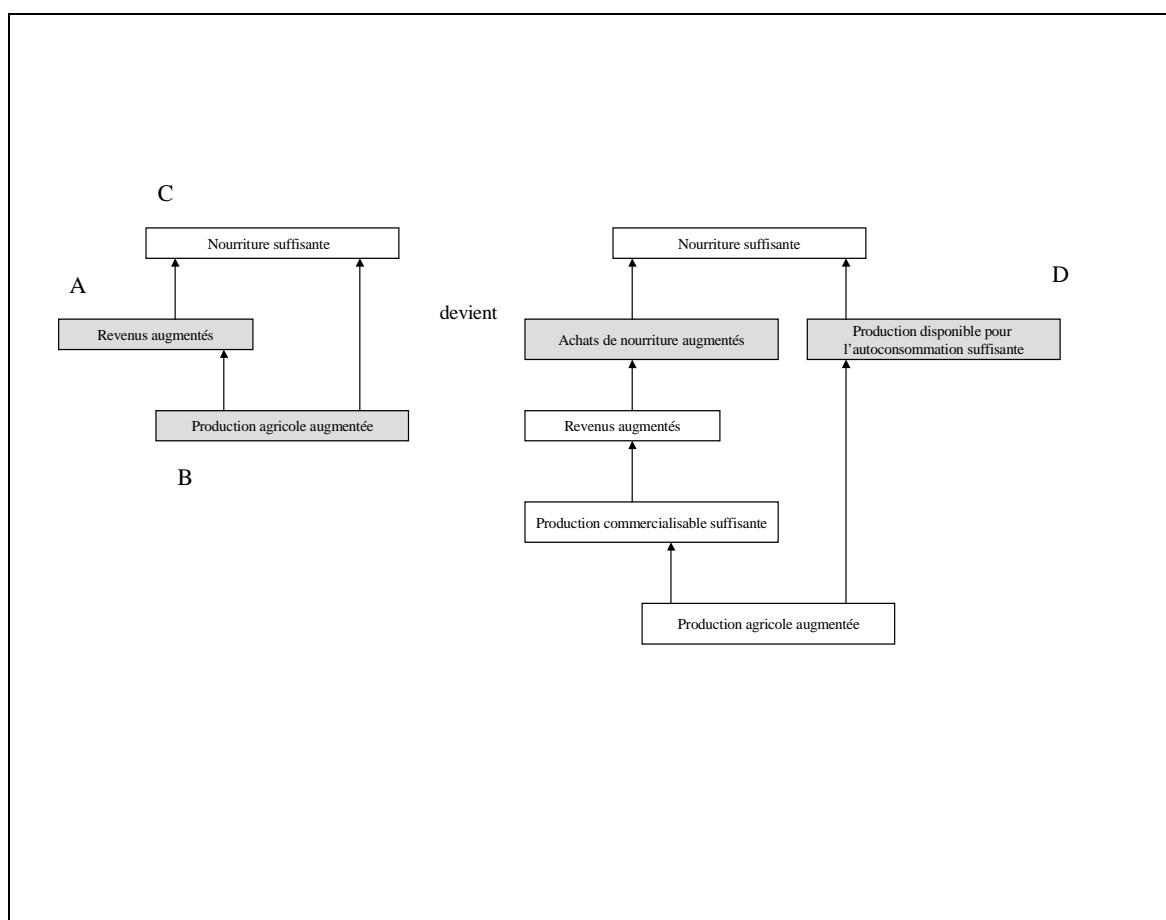 C
Nourriture suffisante
A
Revenus augmentés
Production agricole augmentée
B
devient
Nourriture suffisante
D
Achats de nourriture augmentés
Production disponible pour
l'autoconsommation suffisante
Revenus augmentés
Production commercialisable suffisante
Production agricole augmentée